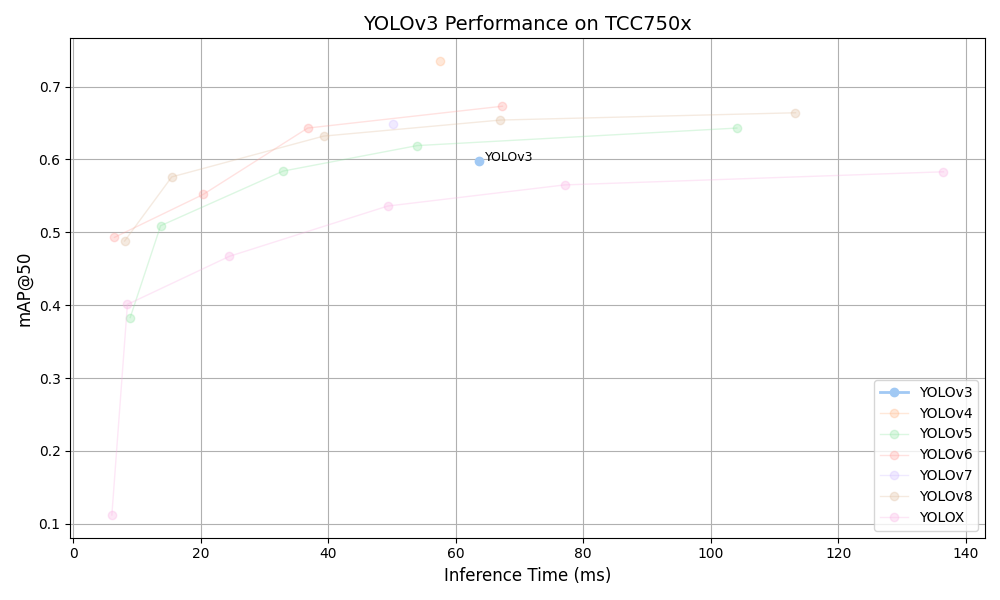 YOLOv3 Performance on TCC750x
mAP@50
0.7
0.6
0.5
0.4
0.3
0.2
0.1
YOLOv3
YOLOv3
YOLOv4
YOLOv5
YOLOv6
YOLOv7
YOLOv8
YOLOX
0 20 40 60 80 100 120 140
Inference Time (ms)